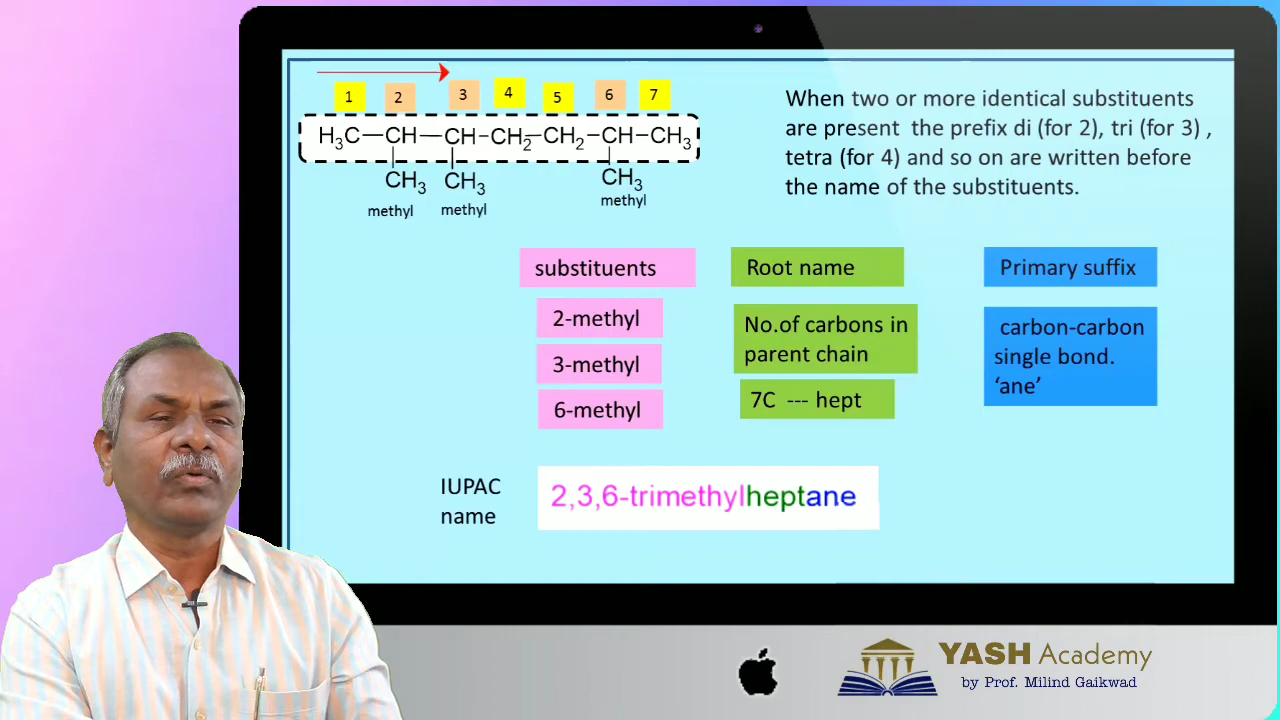 1 2 3 4 5 6 7
H3C—CH—CH—CH2—CH2—CH—CH3
CH3 CH3 CH3
methyl methyl methyl
When two or more identical substituents
are present the prefix di (for 2), tri (for 3) ,
tetra (for 4) and so on are written before
the name of the substituents.
substituents
2-methyl
3-methyl
6-methyl
Root name
No.of carbons in
parent chain
7C --- hept
Primary suffix
carbon-carbon
single bond.
‘ane’
IUPAC
name
2,3,6-trimethylheptane
YASH Academy
by Prof. Milind Gaikwad